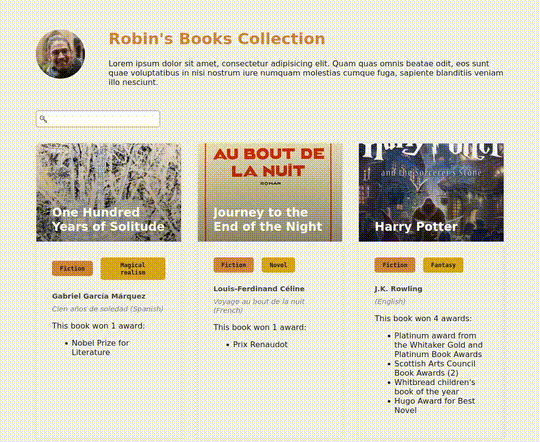 Robin's Books Collection
Lorem ipsum dolor sit amet, consectetur adipisicing elit. Quam quas omnis beatae odit, eos sunt
quae voluptatibus in nisi nostrum iure numquam molestias cumque fuga, sapiente blanditiis veniam
illo nesciunt.
One Hundred
Years of Solitude
Fiction
Magical
realism
Gabriel García Márquez
Cien años de soledad (Spanish)
This book won 1 award:
• Nobel Prize for
Literature
AU BOUT DE
LA NUIT
ROMAN
Journey to the
End of the Night
Fiction
Novel
Louis-Ferdinand Céline
Voyage au bout de la nuit
(French)
This book won 1 award:
• Prix Renaudot
Harry Potter
and the Sorcerer's Stone
Harry Potter
Fiction
Fantasy
J.K. Rowling
(English)
This book won 4 awards:
• Platinum award from
the Whitaker Gold and
Platinum Book Awards
• Scottish Arts Council
Book Awards (2)
• Whitbread children's
book of the year
• Hugo Award for Best
Novel